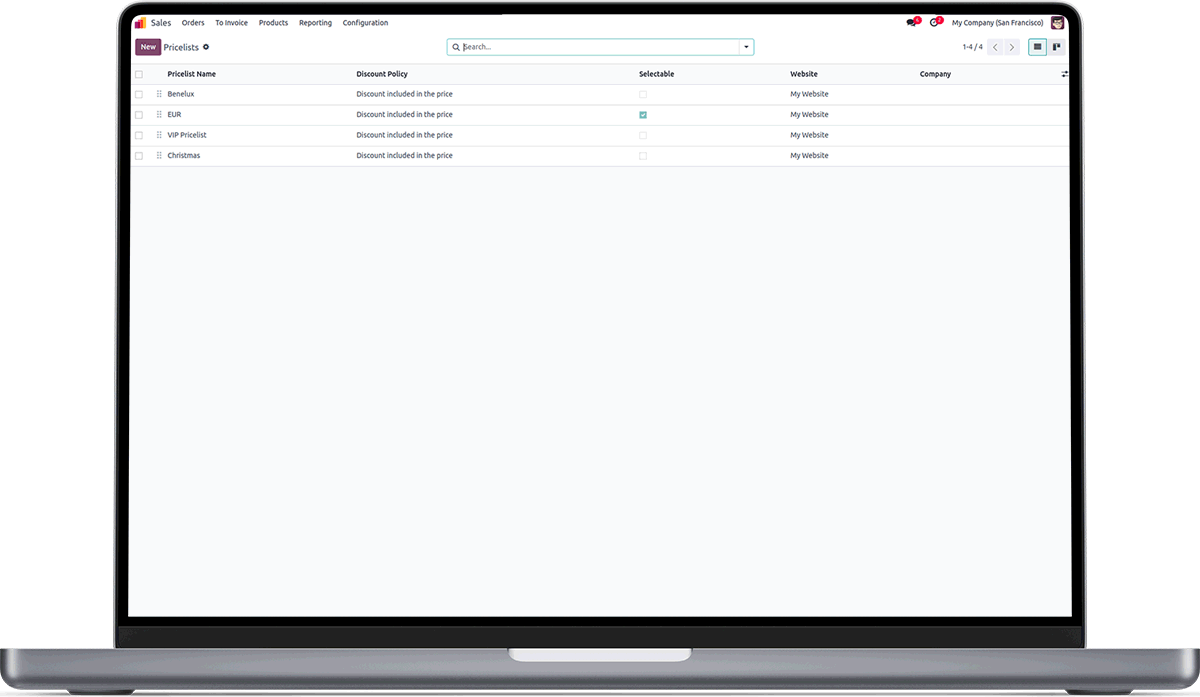 Sales Orders To Invoice Products Reporting Configuration My Company (San Francisco)
New Pricelists Search... 1-4 / 4
Pricelist Name Discount Policy Selectable Website Company
Benelux Discount included in the price My Website
EUR Discount included in the price My Website
VIP Pricelist Discount included in the price My Website
Christmas Discount included in the price My Website